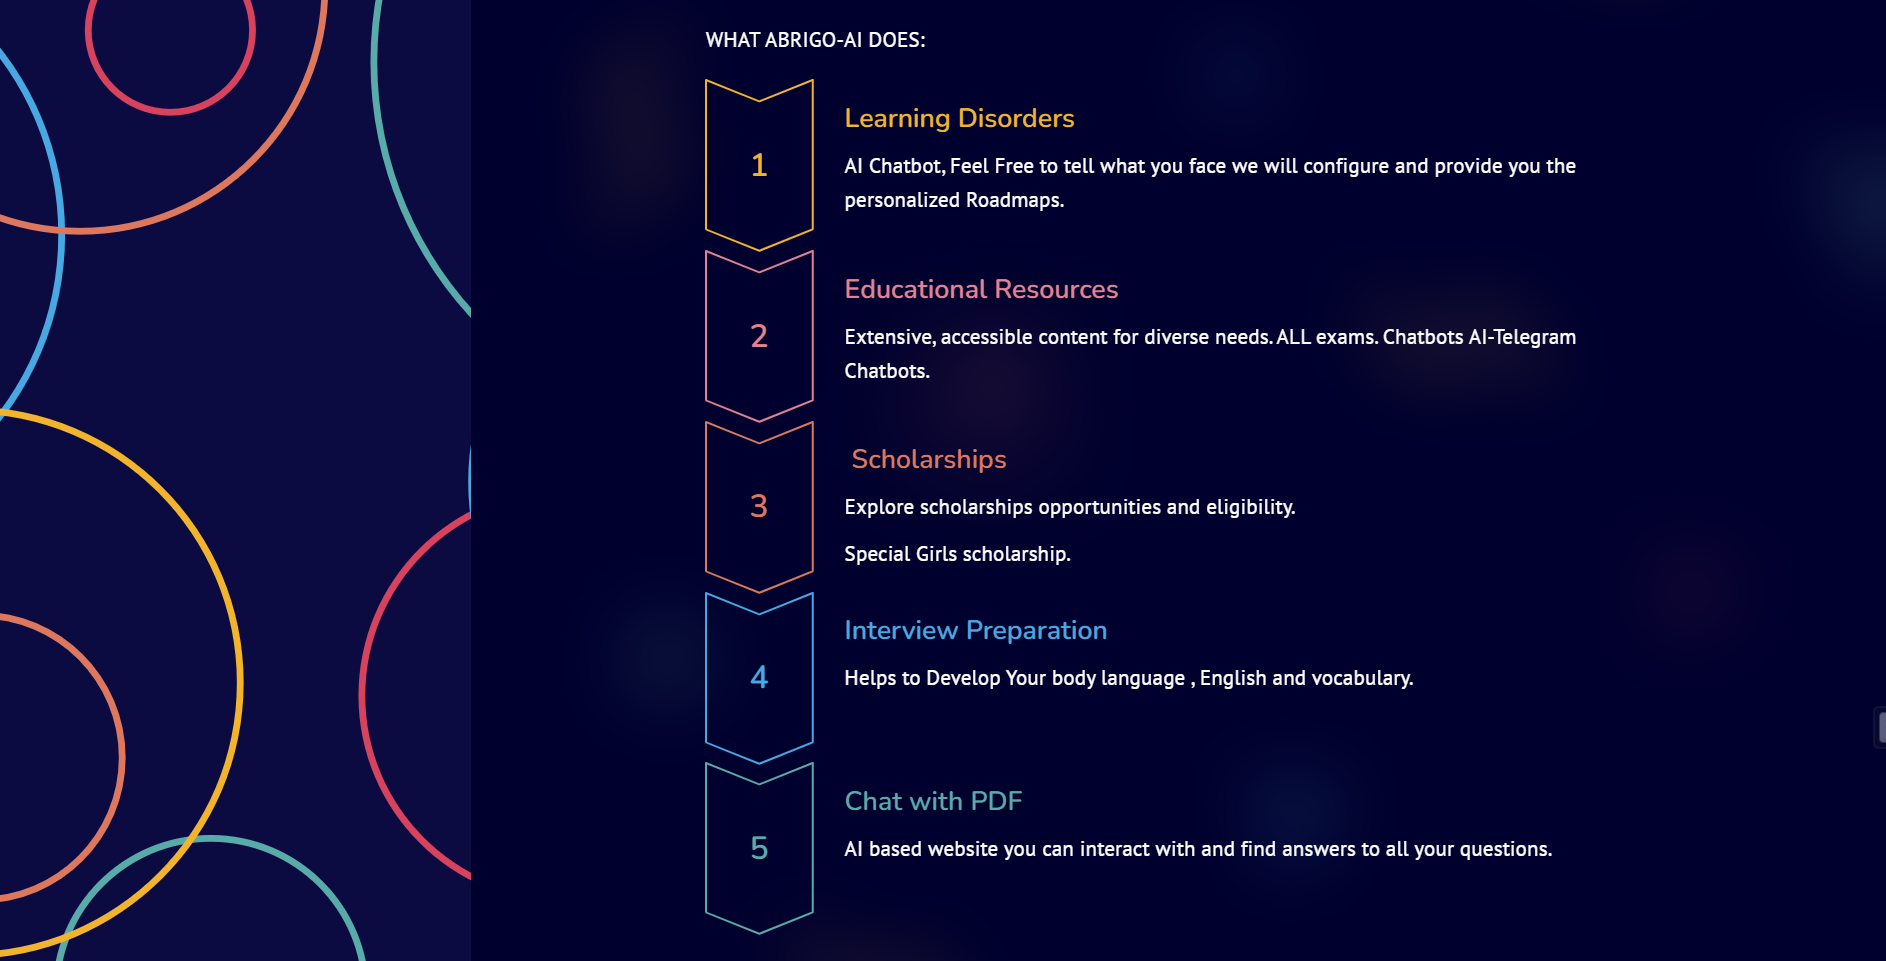 WHAT ABRIGO-AI DOES:
1
Learning Disorders
AI Chatbot, Feel Free to tell what you face we will configure and provide you the
personalized Roadmaps.
2
Educational Resources
Extensive, accessible content for diverse needs. ALL exams. Chatbots AI-Telegram
Chatbots.
3
Scholarships
Explore scholarships opportunities and eligibility.
Special Girls scholarship.
4
Interview Preparation
Helps to Develop Your body language , English and vocabulary.
5
Chat with PDF
AI based website you can interact with and find answers to all your questions.